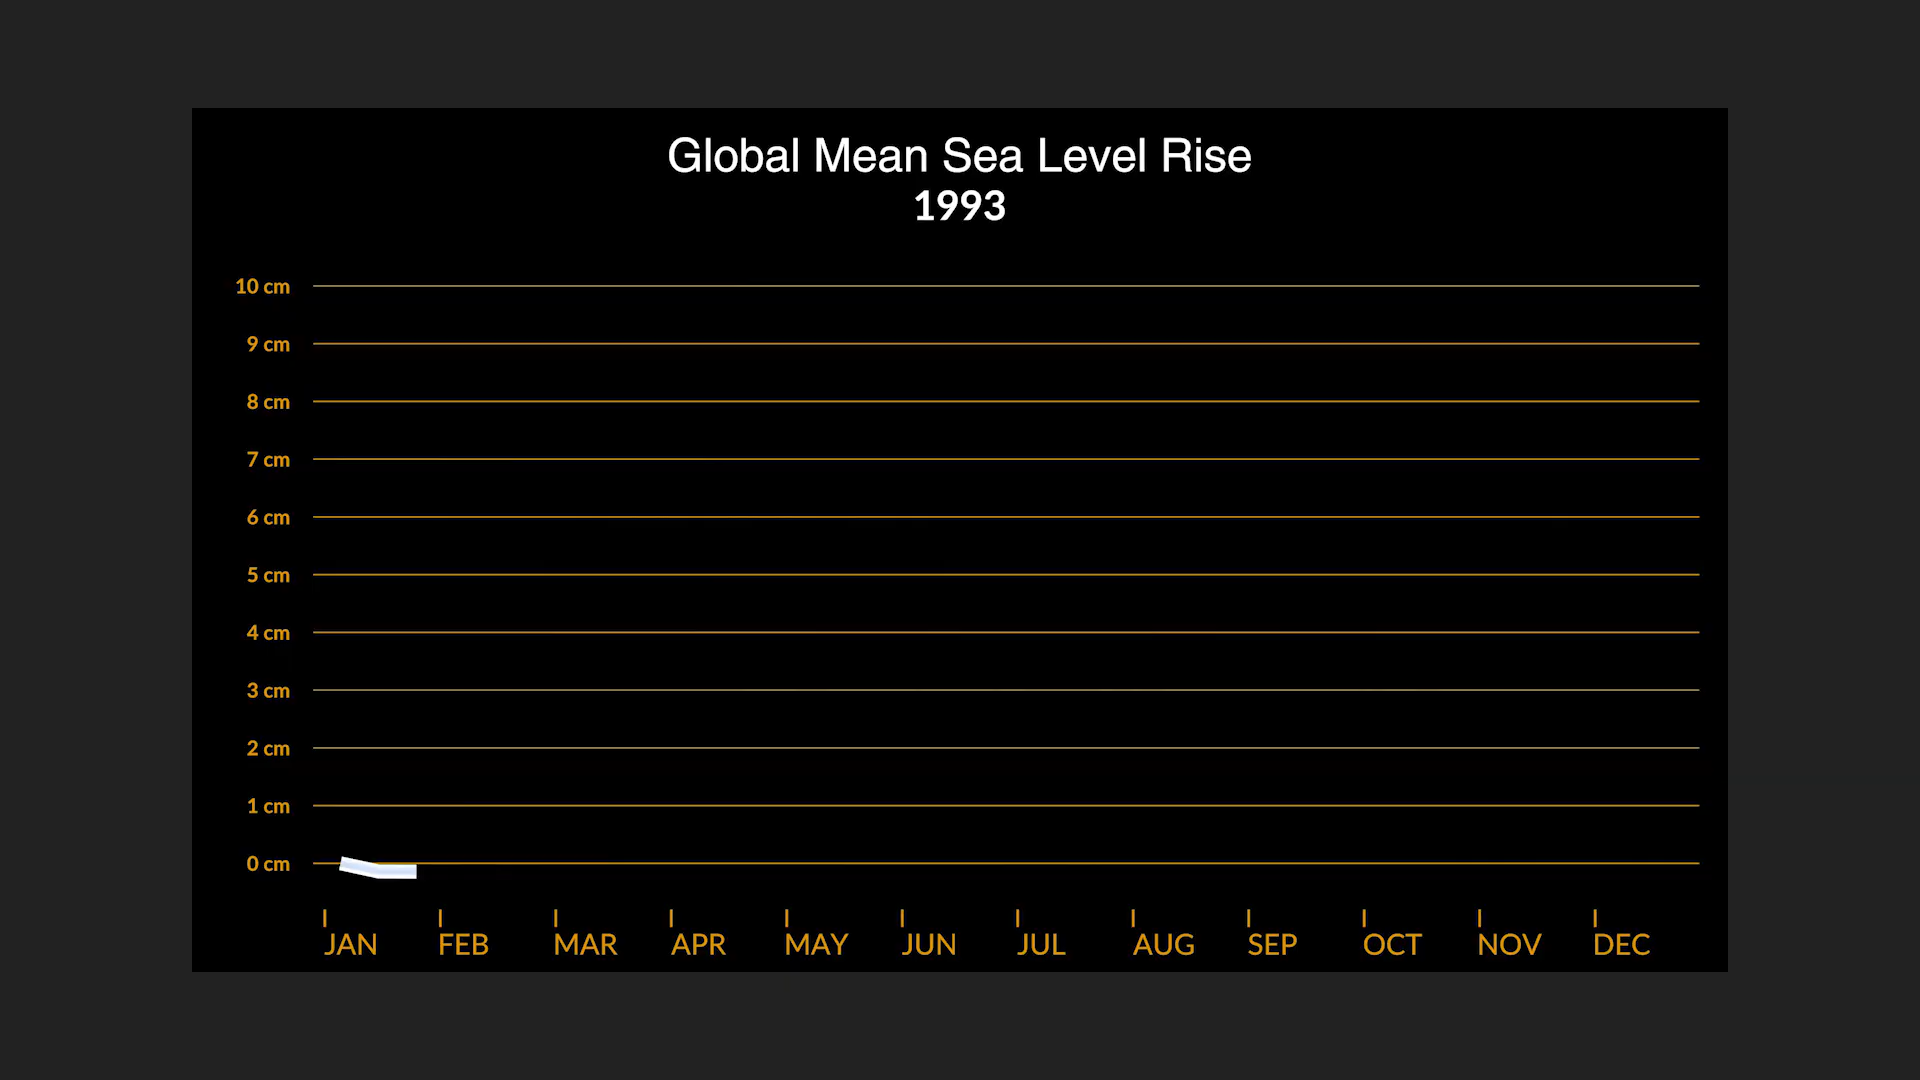 Global Mean Sea Level Rise
1993
10 cm
9 cm
8 cm
7 cm
6 cm
5 cm
4 cm
3 cm
2 cm
1 cm
0 cm
JAN FEB MAR APR MAY JUN JUL AUG SEP OCT NOV DEC